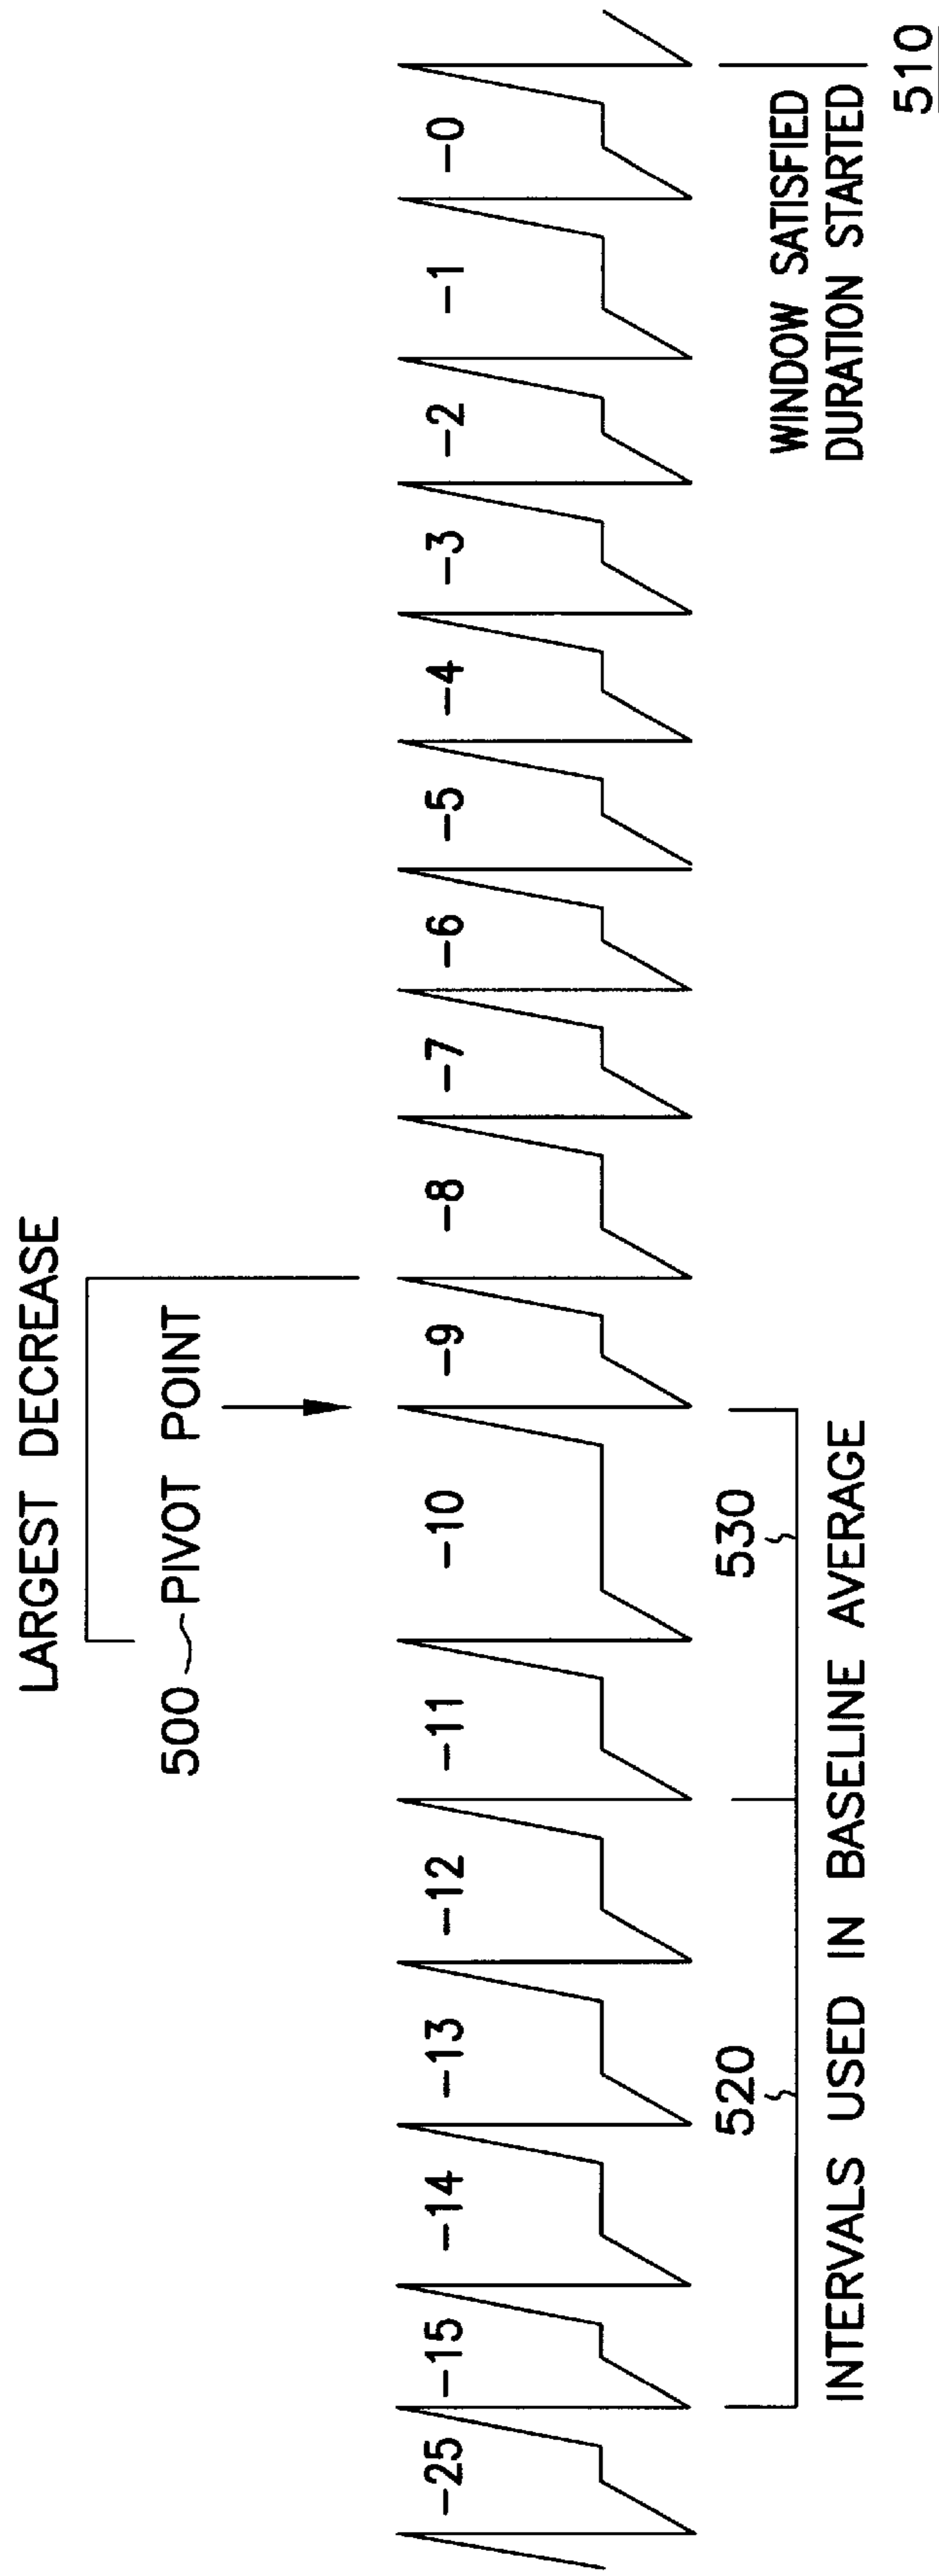 LARGEST DECREASE
500 PIVOT POINT
-25 -15 -14 -13 -12 -11 -10 -9 -8 -7 -6 -5 -4 -3 -2 -1 -0
520 530
INTERVALS USED IN BASELINE AVERAGE
WINDOW SATISFIED
DURATION STARTED
510